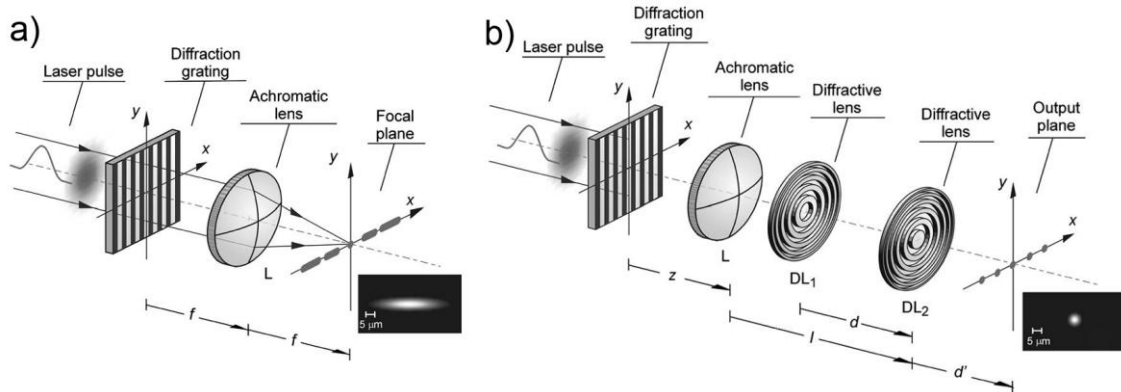 a)
Laser pulse
Diffraction
grating
Achromatic
lens
Focal
plane
y
x
y
x
L
5 μm
f
f
b)
Laser pulse
Diffraction
grating
Achromatic
lens
Diffractive
lens
Diffractive
lens
Output
plane
y
x
y
x
L
DL1
DL2
z
d
l
d'
5 μm